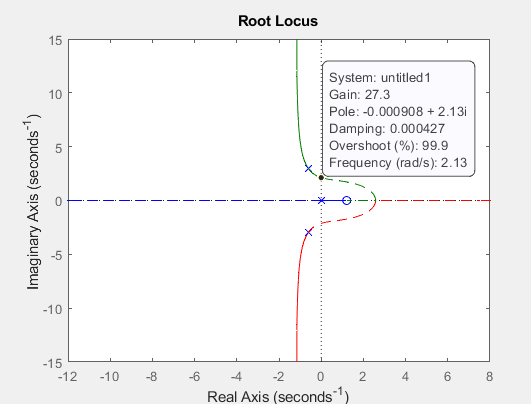 Root Locus
System: untitled1
Gain: 27.3
Pole: -0.000908 + 2.13i
Damping: 0.000427
Overshoot (%): 99.9
Frequency (rad/s): 2.13
Imaginary Axis (seconds⁻¹)
15
10
5
0
-5
-10
-15
-12 -10 -8 -6 -4 -2 0 2 4 6 8
Real Axis (seconds⁻¹)